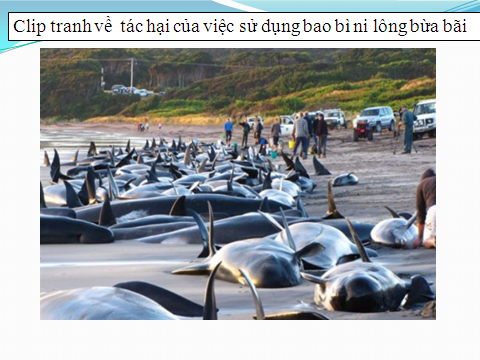 Clip tranh về tác hại của việc sử dụng bao bì ni lông bừa bãi